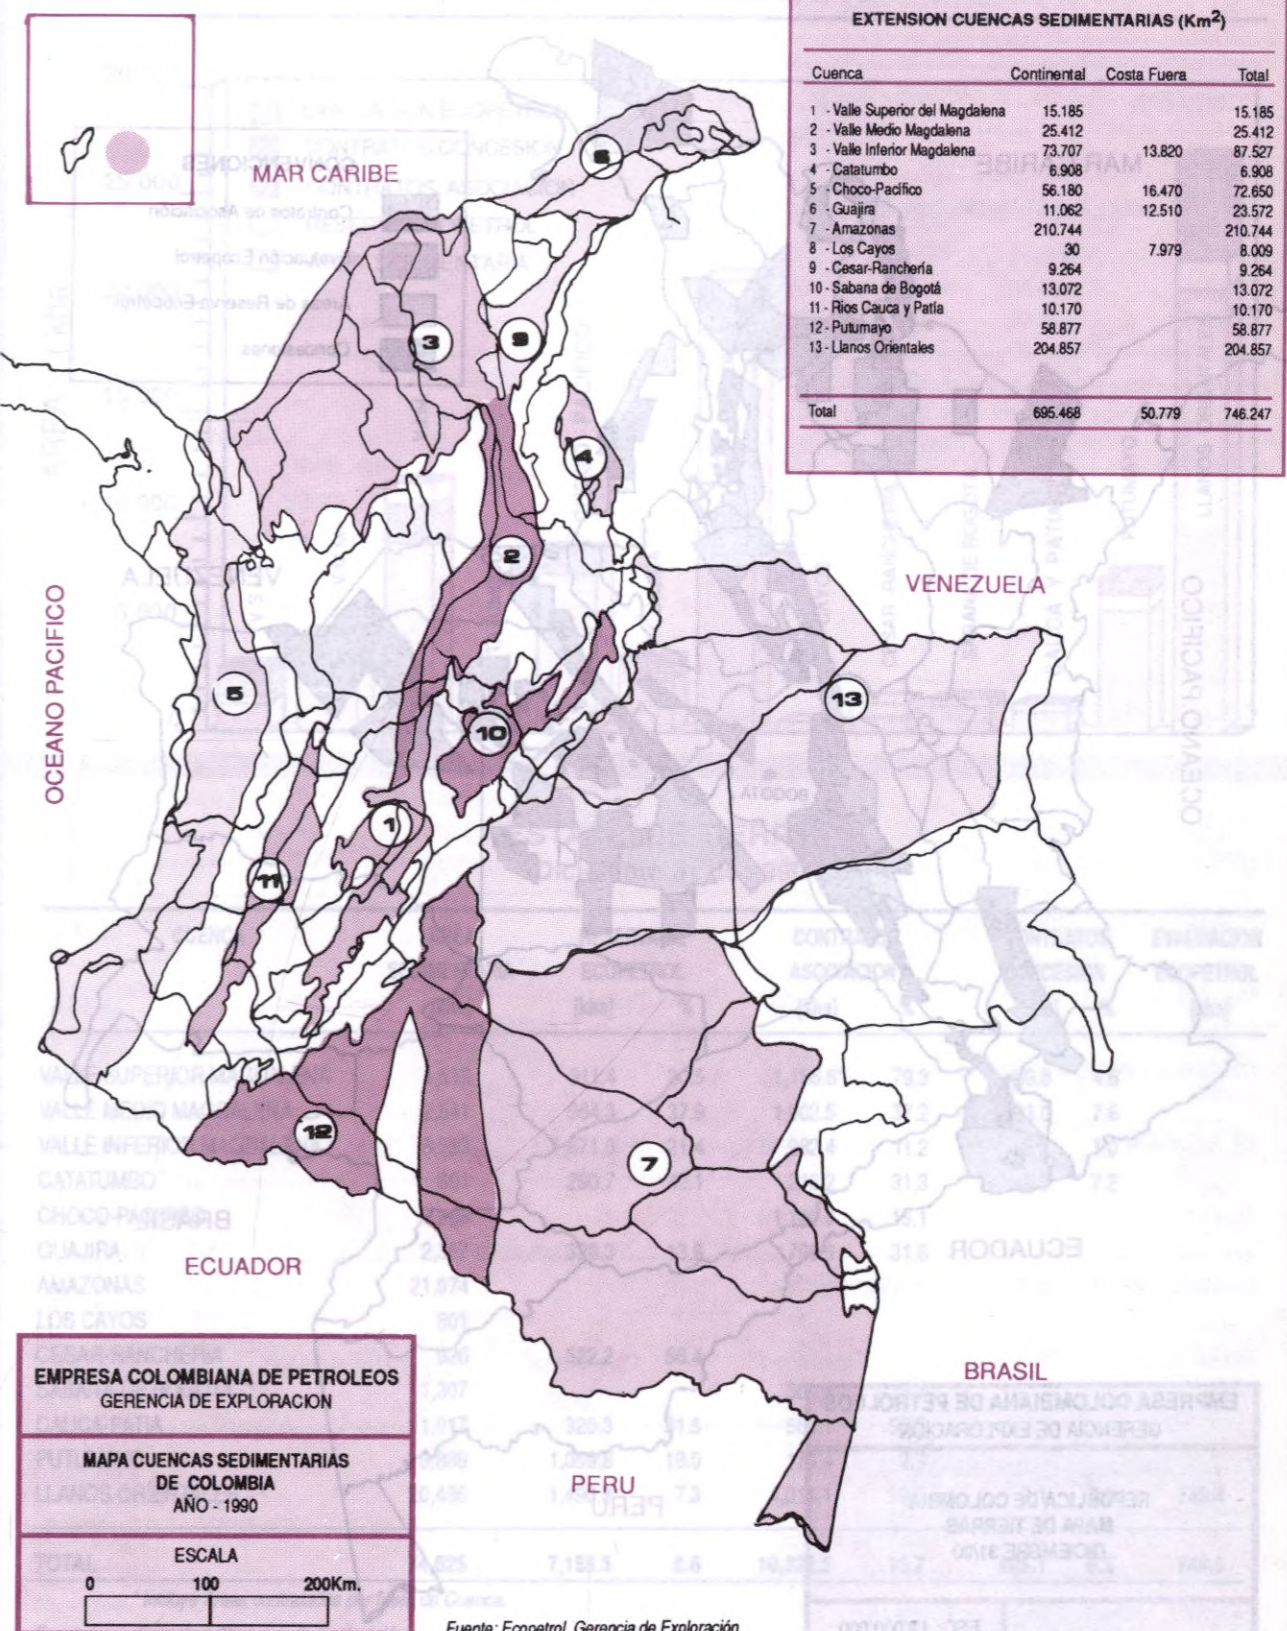 EXTENSION CUENCAS SEDIMENTARIAS (Km²)
Cuenca Continental Costa Fuera Total
1 - Valle Superior del Magdalena 15.185 15.185
2 - Valle Medio Magdalena 25.412 25.412
3 - Valle Inferior Magdalena 73.707 13.820 87.527
4 - Catatumbo 6.908 6.908
5 - Choco-Pacífico 56.180 16.470 72.650
6 - Guajira 11.062 12.510 23.572
7 - Amazonas 210.744 210.744
8 - Los Cayos 30 7.979 8.009
9 - Cesar-Ranchería 9.264 9.264
10 - Sabana de Bogotá 13.072 13.072
11 - Rios Cauca y Patía 10.170 10.170
12 - Putumayo 58.877 58.877
13 - Llanos Orientales 204.857 204.857
Total 695.468 50.779 746.247
MAR CARIBE
6
3
9
4
2
VENEZUELA
OCEANO PACIFICO
5
13
10
1
11
12
7
ECUADOR
BRASIL
PERU
EMPRESA COLOMBIANA DE PETROLEOS
GERENCIA DE EXPLORACION
MAPA CUENCAS SEDIMENTARIAS
DE COLOMBIA
AÑO - 1990
ESCALA
0 100 200Km.
Fuente: Ecopetrol, Gerencia de Exploración